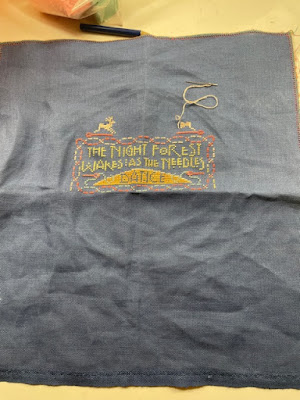 THE NIGHT FOREST
WAKES AS THE NEEDLES
DANCE